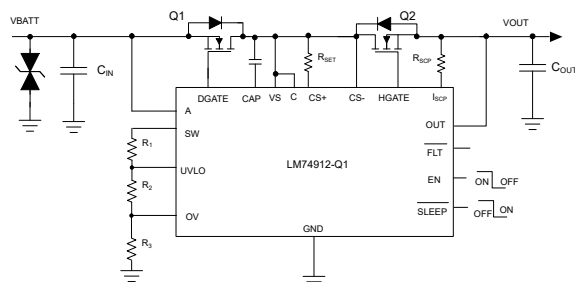 Q1
Q2
VBATT
VOUT
CIN
RSET
RSCP
COUT
DGATE
CAP
VS
C
CS+
CS-
HGATE
ISCP
A
OUT
SW
R1
FLT
LM74912-Q1
UVLO
EN
ON
OFF
R2
SLEEP
OFF
ON
OV
GND
R3